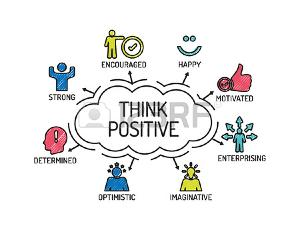 ENCOURAGED
HAPPY
STRONG
MOTIVATED
THINK
POSITIVE
DETERMINED
ENTERPRISING
OPTIMISTIC
IMAGINATIVE